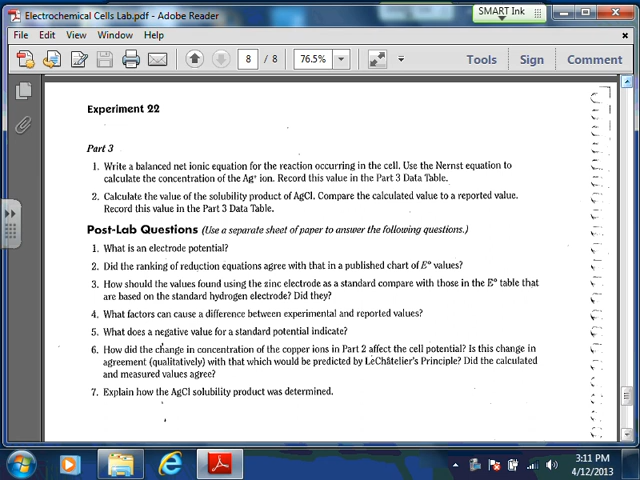 Electrochemical Cells Lab.pdf - Adobe Reader
SMART Ink
File Edit View Window Help
8 / 8 76.5% Tools Sign Comment
Experiment 22
Part 3
1. Write a balanced net ionic equation for the reaction occurring in the cell. Use the Nernst equation to
calculate the concentration of the Ag⁺ ion. Record this value in the Part 3 Data Table.
2. Calculate the value of the solubility product of AgCl. Compare the calculated value to a reported value.
Record this value in the Part 3 Data Table.
Post-Lab Questions (Use a separate sheet of paper to answer the following questions.)
1. What is an electrode potential?
2. Did the ranking of reduction equations agree with that in a published chart of E° values?
3. How should the values found using the zinc electrode as a standard compare with those in the E° table that
are based on the standard hydrogen electrode? Did they?
4. What factors can cause a difference between experimental and reported values?
5. What does a negative value for a standard potential indicate?
6. How did the change in concentration of the copper ions in Part 2 affect the cell potential? Is this change in
agreement (qualitatively) with that which would be predicted by LeChâtelier's Principle? Did the calculated
and measured values agree?
7. Explain how the AgCl solubility product was determined.
3:11 PM
4/12/2013